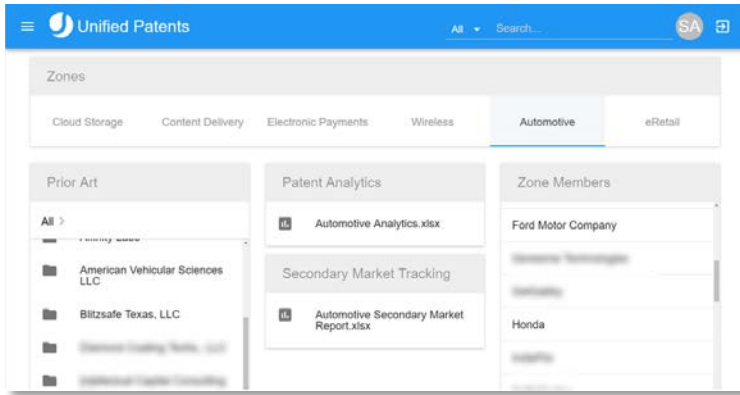 Unified Patents
All
Search...
SA
Zones
Cloud Storage
Content Delivery
Electronic Payments
Wireless
Automotive
eRetail
Prior Art
All >
American Vehicular Sciences
LLC
Blitzsafe Texas, LLC
Patent Analytics
Automotive Analytics.xlsx
Secondary Market Tracking
Automotive Secondary Market
Report.xlsx
Zone Members
Ford Motor Company
Honda